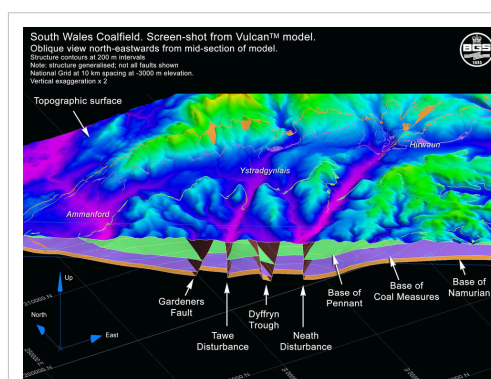 South Wales Coalfield. Screen-shot from Vulcan™ model.
Oblique view north-eastwards from mid-section of model.
Structure contours at 200 m intervals
Note: structure generalised; not all faults shown
National Grid at 10 km spacing at -3000 m elevation.
Vertical exaggeration x 2
BGS
1835
Topographic surface
Hirwaun
Ystradgynlais
Ammanford
Up
North
East
Gardeners
Fault
Tawe
Disturbance
Dyffryn
Trough
Neath
Disturbance
Base of
Pennant
Base of
Coal Measures
Base of
Namurian